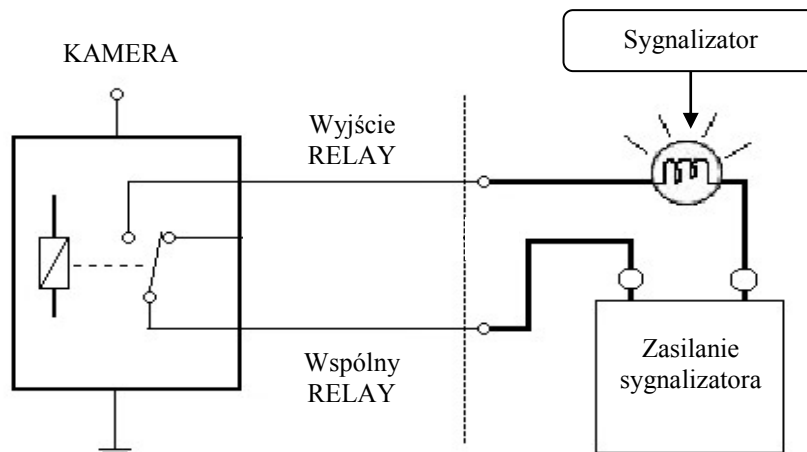 Sygnalizator
KAMERA
Wyjście
RELAY
Wspólny
RELAY
Zasilanie
sygnalizatora